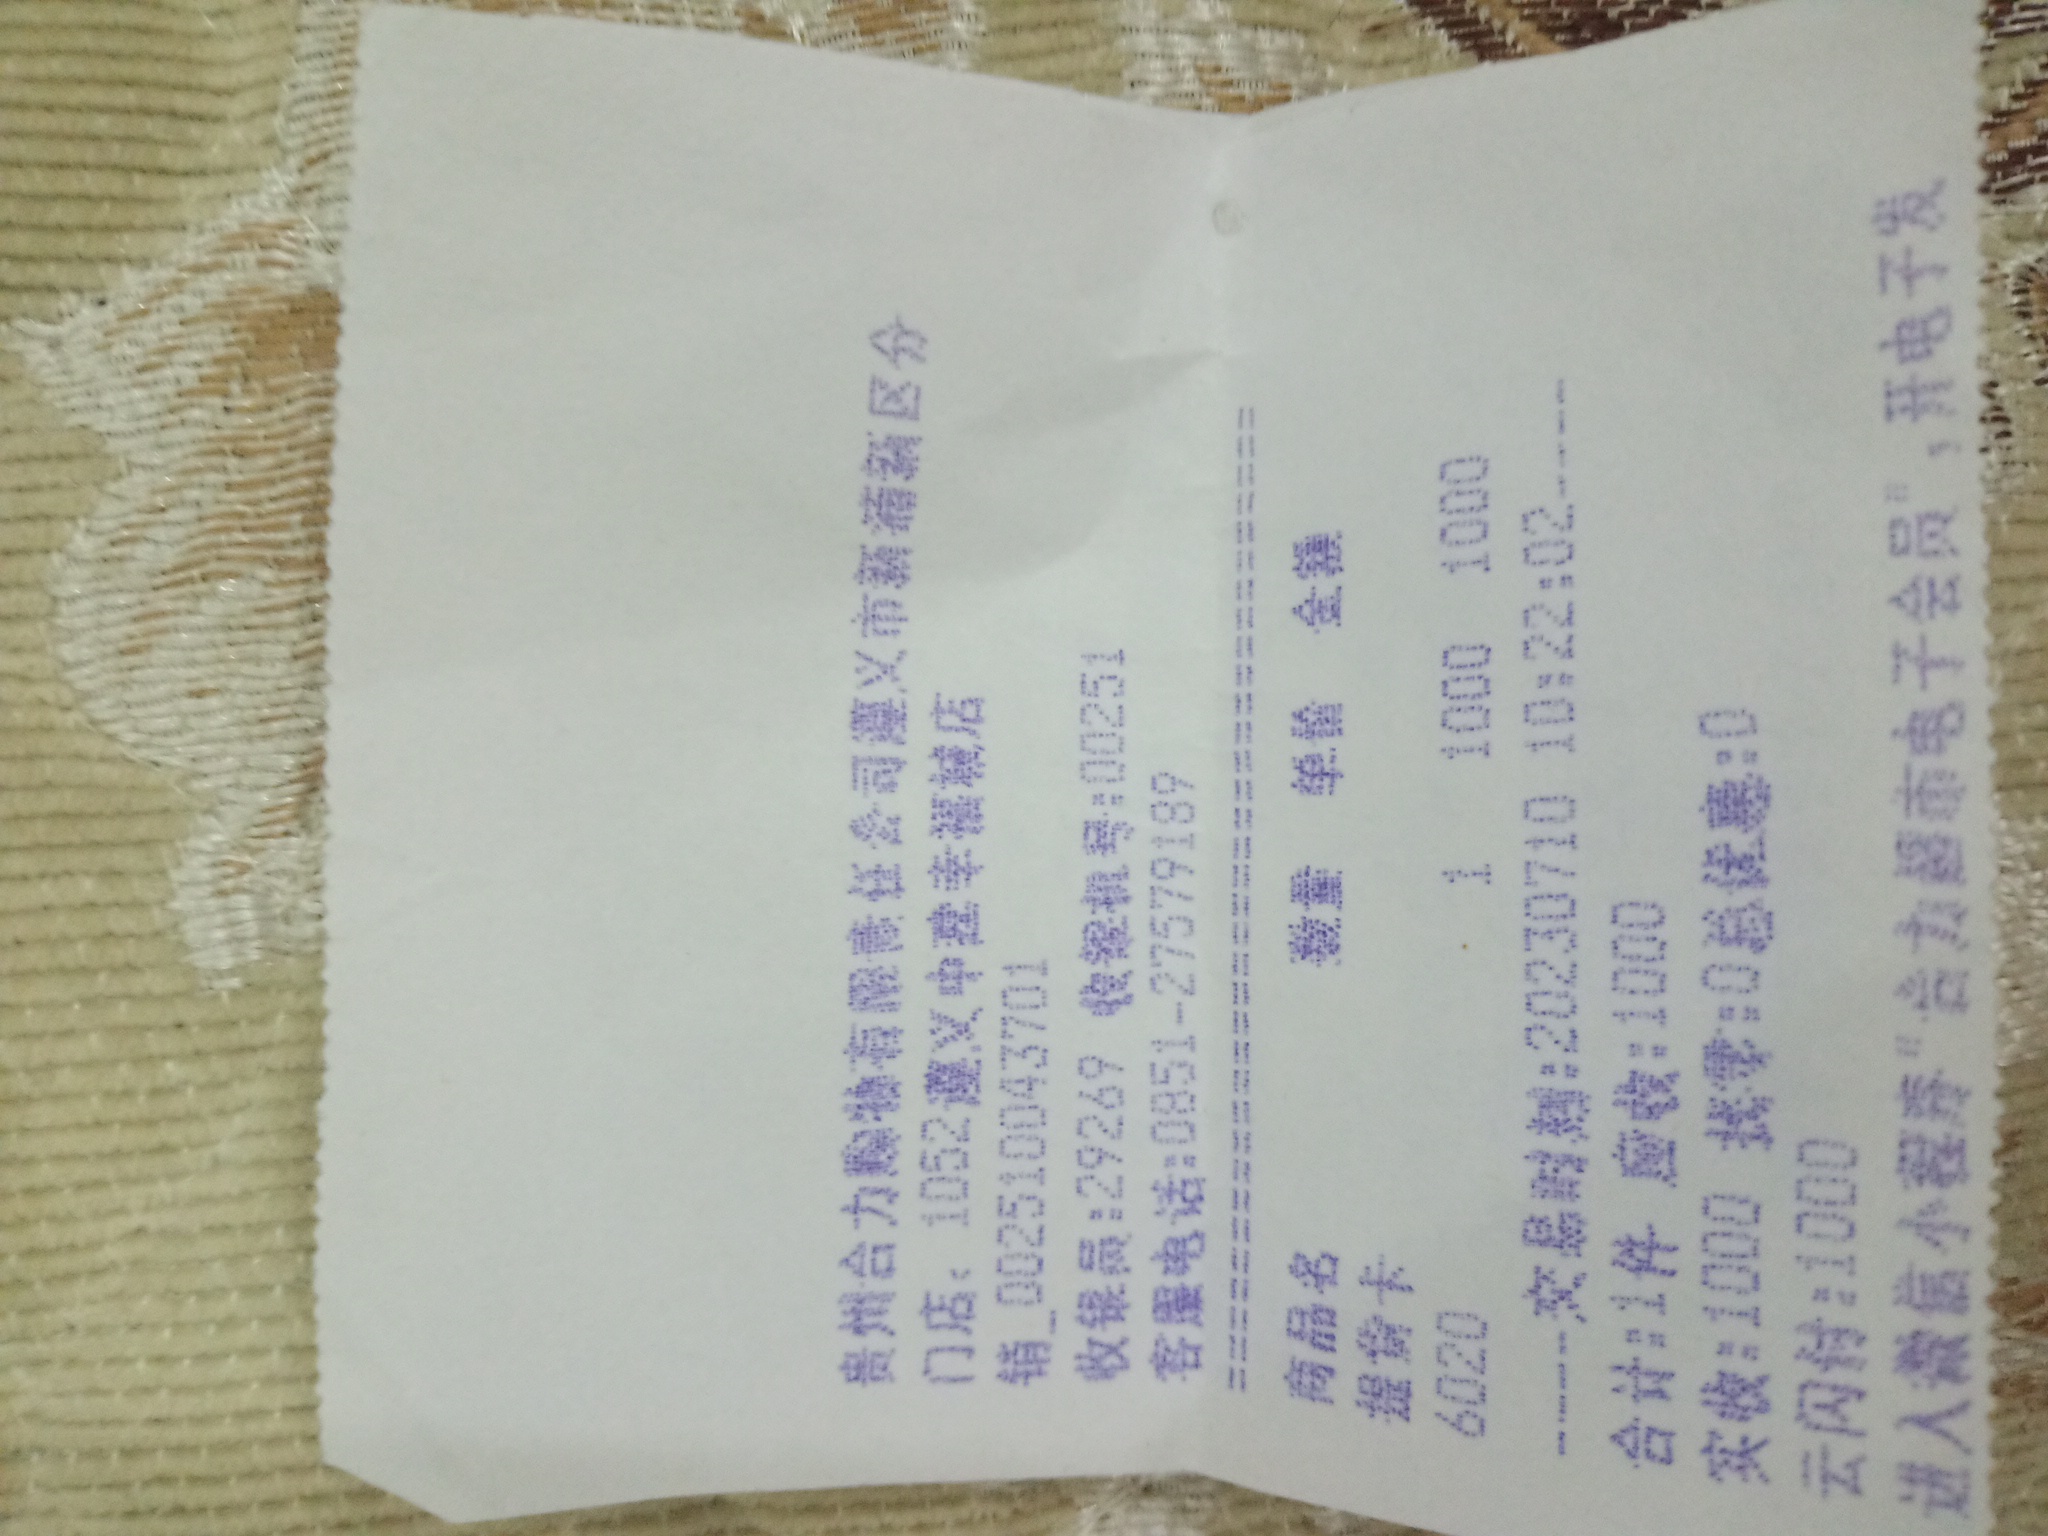 贵州合力购物有限责任公司遵义市新蒲新区分
门店: 1052遵义中建幸福城店
销_002510043701
收银员:29269 收银机号:00251
客服电话:0851-27579189
================================
商品名 数量 单价 金额
提货卡
6020 1 1000 1000
-----交易时刻:20230710 10:22:02-----
合计:1件 应收:1000
实收:1000 找零:0总优惠:0
云闪付:1000
进入微信小程序"合力超市电子会员",开电子发